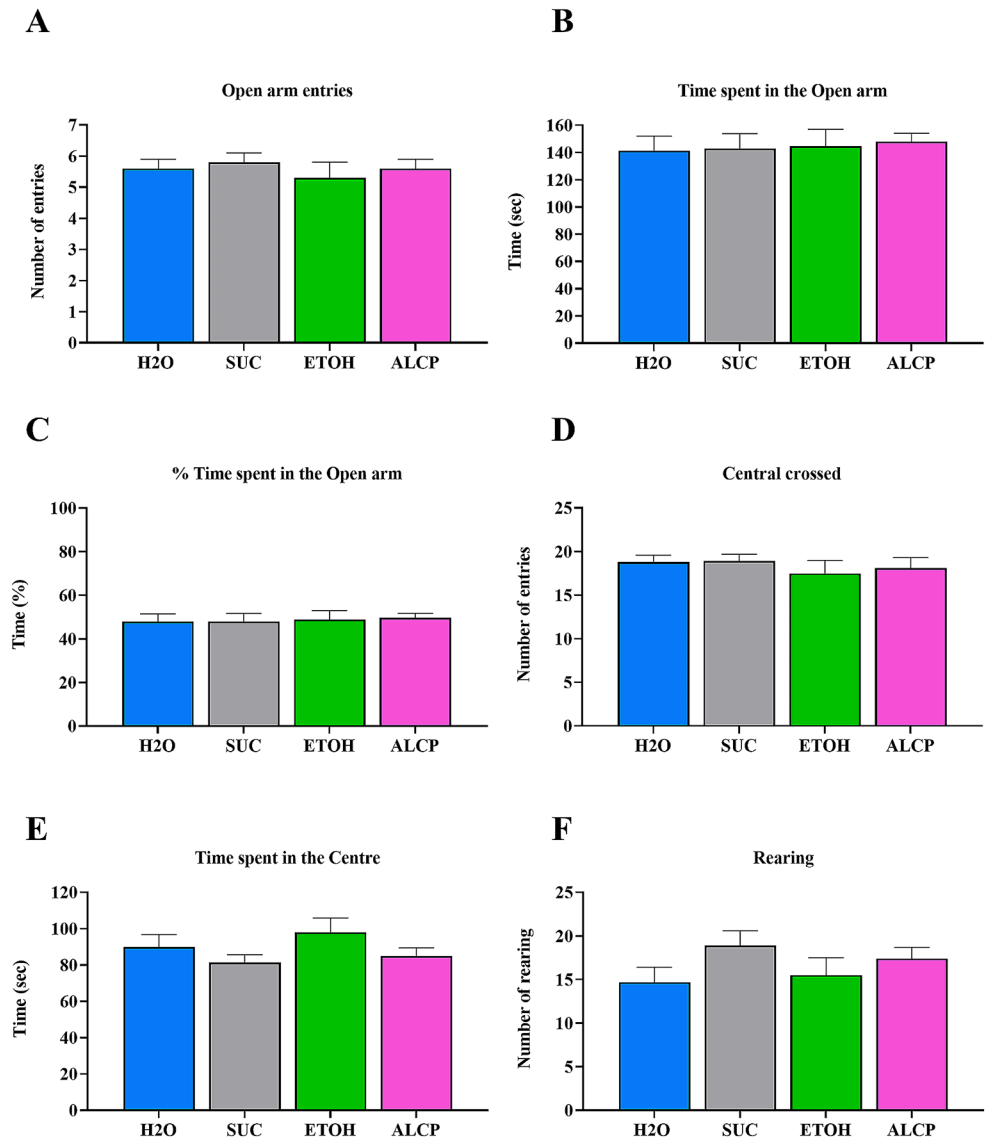 A
Open arm entries
Number of entries
7
6
5
4
3
2
1
0
H2O SUC ETOH ALCP
B
Time spent in the Open arm
Time (sec)
160
140
120
100
80
60
40
20
0
H2O SUC ETOH ALCP
C
% Time spent in the Open arm
Time (%)
100
80
60
40
20
0
H2O SUC ETOH ALCP
D
Central crossed
Number of entries
25
20
15
10
5
0
H2O SUC ETOH ALCP
E
Time spent in the Centre
Time (sec)
120
100
80
60
40
20
0
H2O SUC ETOH ALCP
F
Rearing
Number of rearing
25
20
15
10
5
0
H2O SUC ETOH ALCP